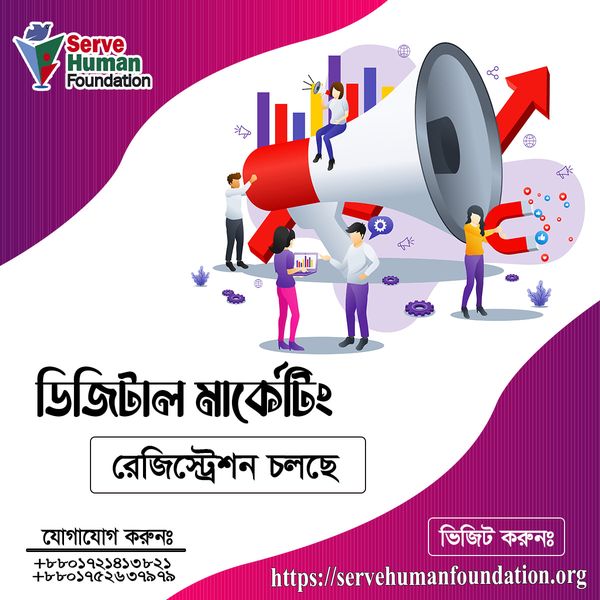 Serve
Human
Foundation
ডিজিটাল মার্কেটিং
রেজিস্ট্রেশন চলছে
যোগাযোগ করুনঃ
+৮৮০১৭২১৪১৩৮২১
+৮৮০১৭৫২৬৩৭৯৭৯
ভিজিট করুনঃ
https://servehumanfoundation.org